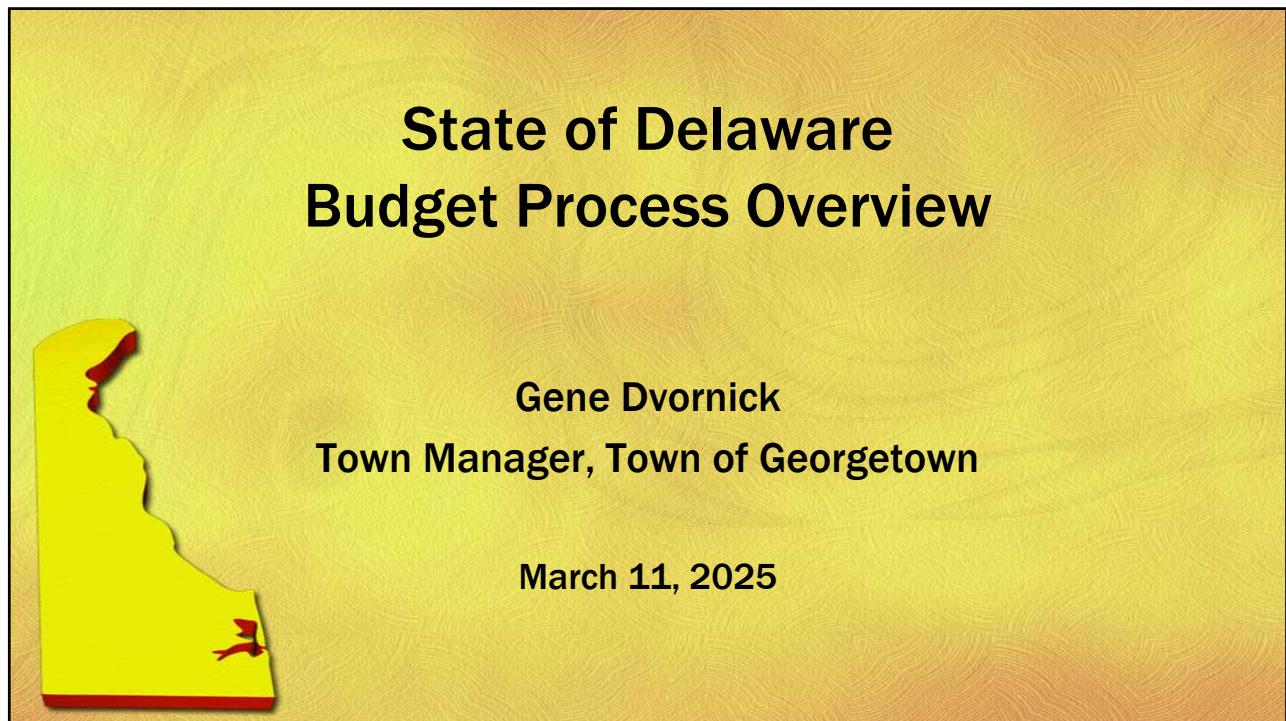 State of Delaware
Budget Process Overview
Gene Dvornick
Town Manager, Town of Georgetown
March 11, 2025